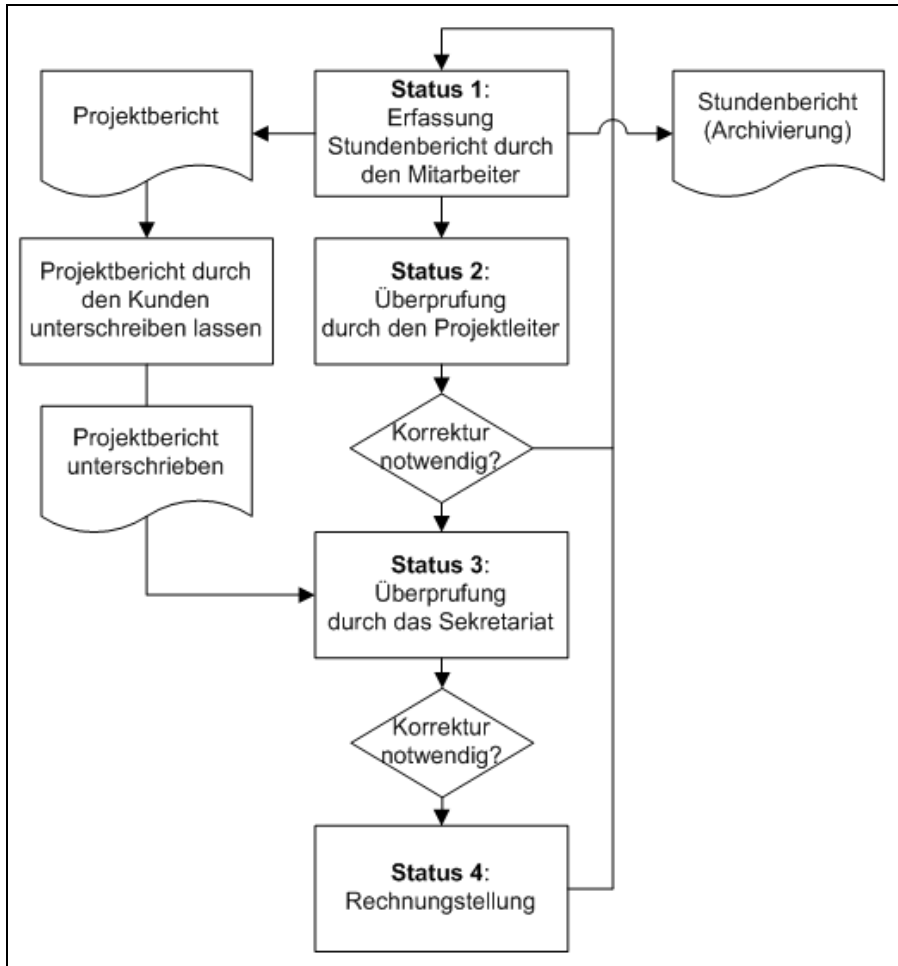 Projektbericht
Status 1:
Erfassung
Stundenbericht durch
den Mitarbeiter
Stundenbericht
(Archivierung)
Projektbericht durch
den Kunden
unterschreiben lassen
Status 2:
Überprufung
durch den Projektleiter
Projektbericht
unterschrieben
Korrektur
notwendig?
Status 3:
Überprufung
durch das Sekretariat
Korrektur
notwendig?
Status 4:
Rechnungstellung